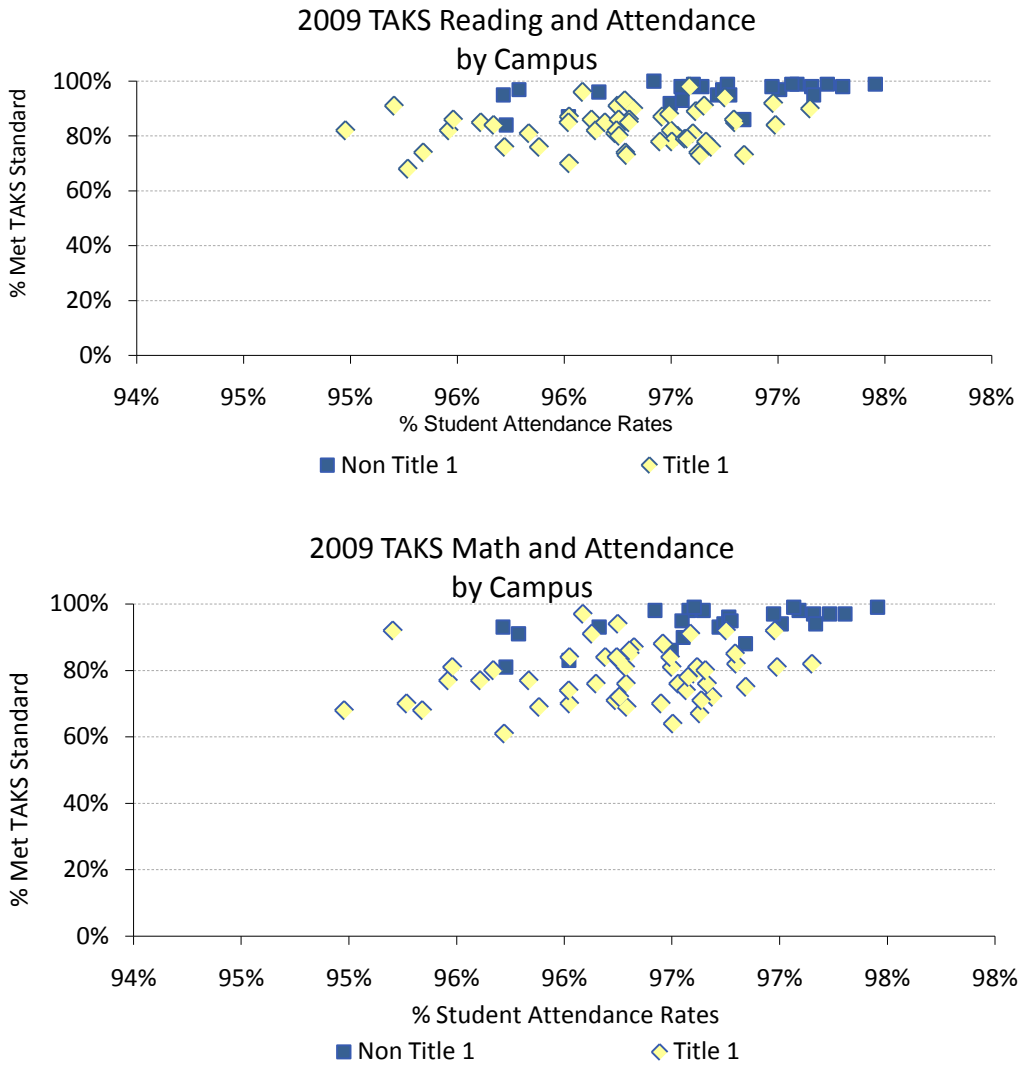 2009 TAKS Reading and Attendance
by Campus
% Met TAKS Standard
100%
80%
60%
40%
20%
0%
94% 95% 95% 96% 96% 97% 97% 98% 98%
% Student Attendance Rates
Non Title 1 Title 1
2009 TAKS Math and Attendance
by Campus
% Met TAKS Standard
100%
80%
60%
40%
20%
0%
94% 95% 95% 96% 96% 97% 97% 98% 98%
% Student Attendance Rates
Non Title 1 Title 1